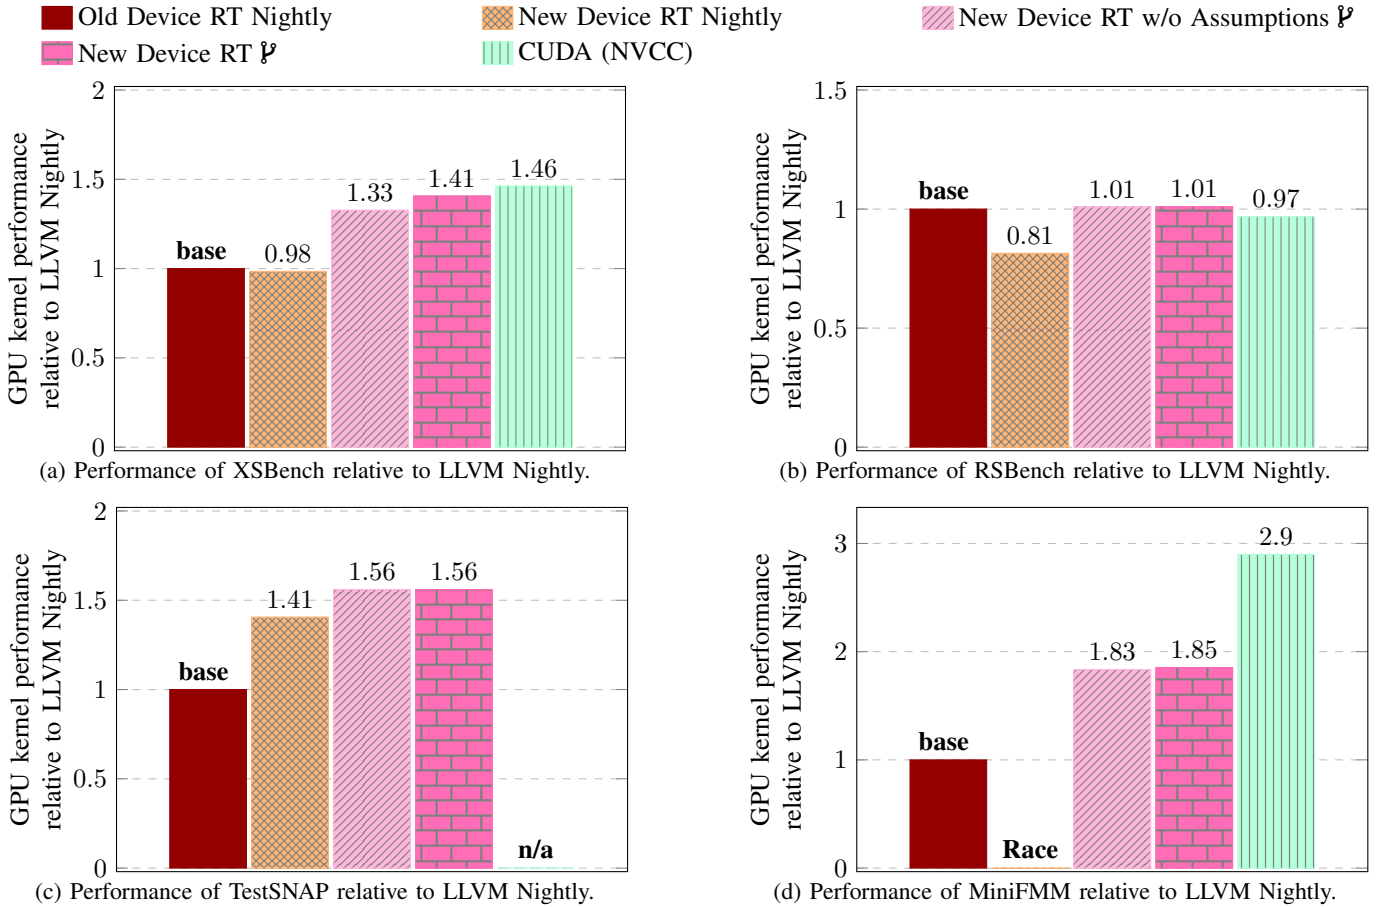 Old Device RT Nightly
New Device RT Nightly
New Device RT w/o Assumptions
New Device RT
CUDA (NVCC)
GPU kernel performance
relative to LLVM Nightly
2
1.5
1
0.5
0
base
0.98
1.33
1.41
1.46
(a) Performance of XSBench relative to LLVM Nightly.
GPU kernel performance
relative to LLVM Nightly
1.5
1
0.5
0
base
0.81
1.01
1.01
0.97
(b) Performance of RSBench relative to LLVM Nightly.
GPU kernel performance
relative to LLVM Nightly
2
1.5
1
0.5
0
base
1.41
1.56
1.56
n/a
(c) Performance of TestSNAP relative to LLVM Nightly.
GPU kernel performance
relative to LLVM Nightly
3
2
1
0
base
Race
1.83
1.85
2.9
(d) Performance of MiniFMM relative to LLVM Nightly.